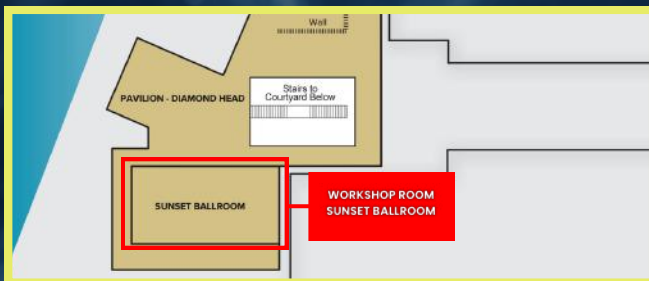 Wall
Stairs to
Courtyard Below
PAVILION - DIAMOND HEAD
SUNSET BALLROOM
WORKSHOP ROOM
SUNSET BALLROOM